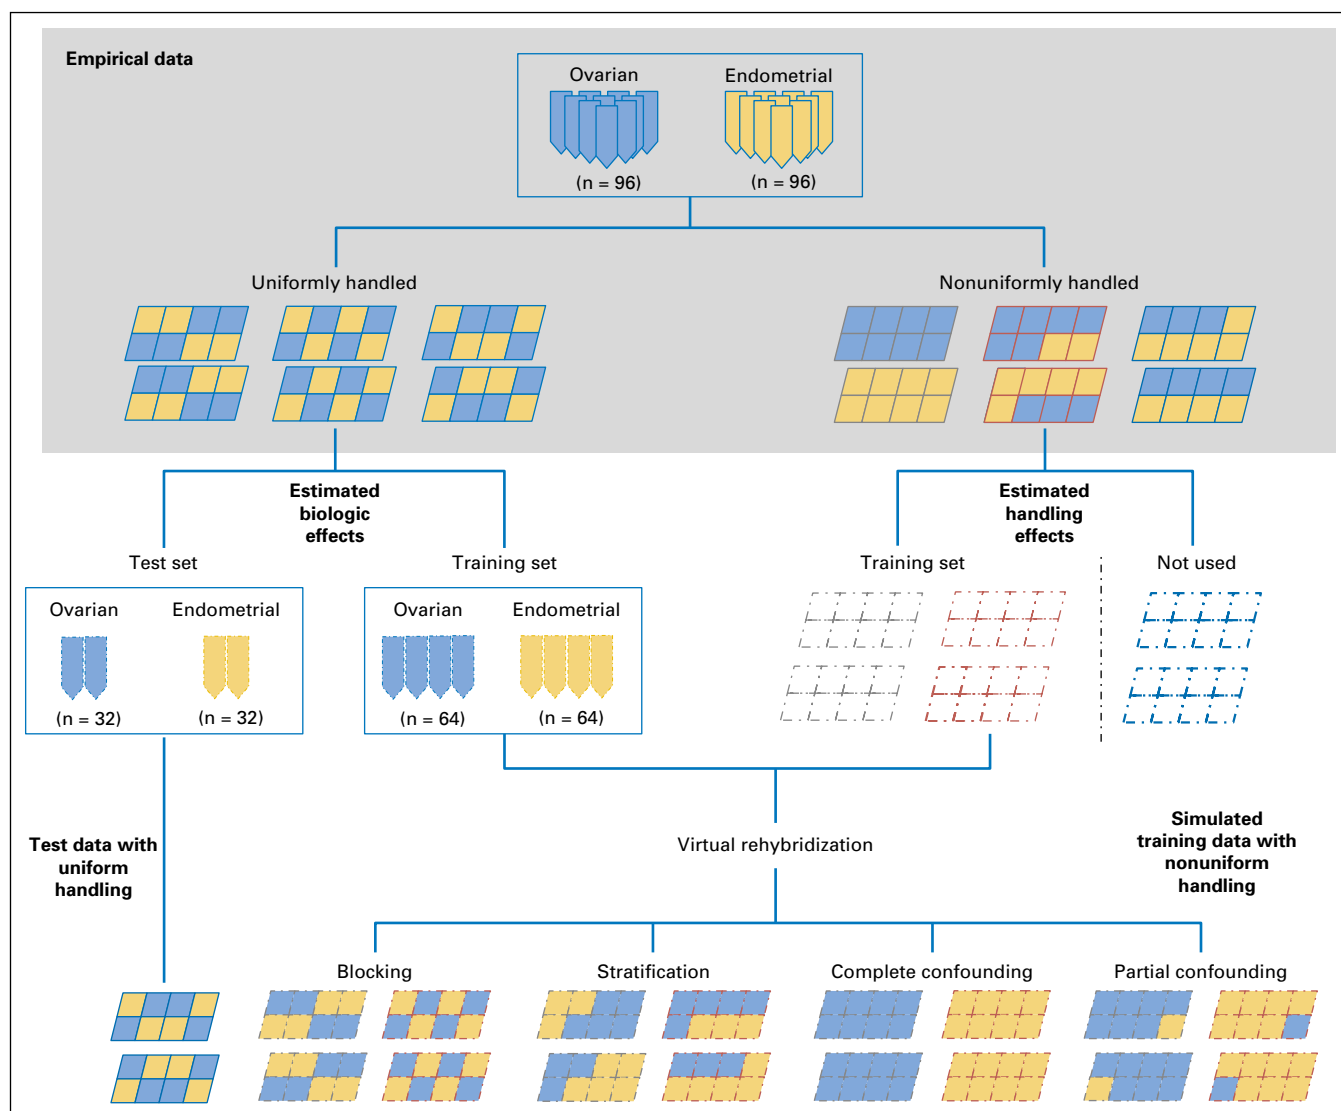 Empirical data
Ovarian
Endometrial
(n = 96)
(n = 96)
Uniformly handled
Nonuniformly handled
Estimated
biologic
effects
Estimated
handling
effects
Test set
Training set
Training set
Not used
Ovarian
Endometrial
Ovarian
Endometrial
(n = 32)
(n = 32)
(n = 64)
(n = 64)
Test data with
uniform
handling
Virtual rehybridization
Simulated
training data with
nonuniform
handling
Blocking
Stratification
Complete confounding
Partial confounding